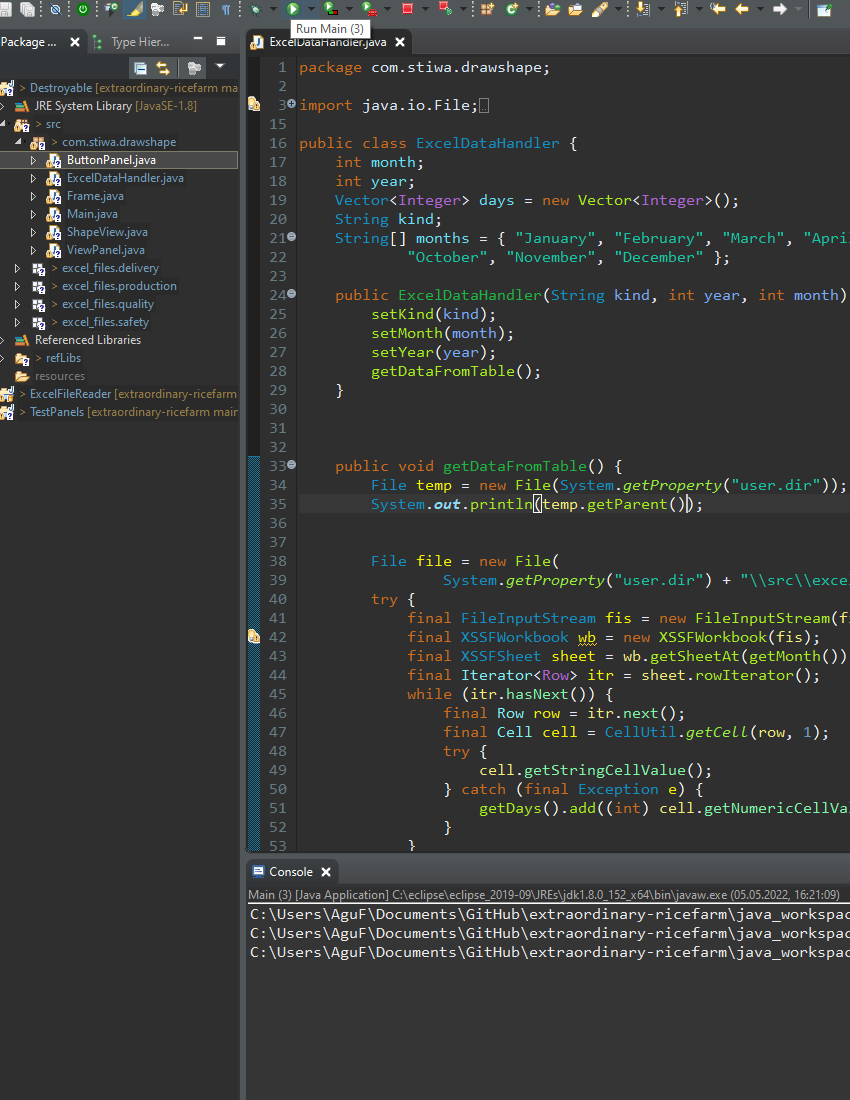 Run Main (3)
Package ...
Type Hier...
ExcelDataHandler.java
> Destroyable [extraordinary-ricefarm ma
JRE System Library [JavaSE-1.8]
> src
> com.stiwa.drawshape
ButtonPanel.java
ExcelDataHandler.java
Frame.java
Main.java
ShapeView.java
ViewPanel.java
> excel_files.delivery
> excel_files.production
> excel_files.quality
> excel_files.safety
Referenced Libraries
> refLibs
resources
> ExcelFileReader [extraordinary-ricefarm
> TestPanels [extraordinary-ricefarm main
1 package com.stiwa.drawshape;
2
3 import java.io.File;
15
16 public class ExcelDataHandler {
17 int month;
18 int year;
19 Vector<Integer> days = new Vector<Integer>();
20 String kind;
21 String[] months = { "January", "February", "March", "Apri
22 "October", "November", "December" };
23
24 public ExcelDataHandler(String kind, int year, int month)
25 setKind(kind);
26 setMonth(month);
27 setYear(year);
28 getDataFromTable();
29 }
30
31
32
33 public void getDataFromTable() {
34 File temp = new File(System.getProperty("user.dir"));
35 System.out.println(temp.getParent());
36
37
38 File file = new File(
39 System.getProperty("user.dir") + "\\src\\exce
40 try {
41 final FileInputStream fis = new FileInputStream(fi
42 final XSSFWorkbook wb = new XSSFWorkbook(fis);
43 final XSSFSheet sheet = wb.getSheetAt(getMonth())
44 final Iterator<Row> itr = sheet.rowIterator();
45 while (itr.hasNext()) {
46 final Row row = itr.next();
47 final Cell cell = CellUtil.getCell(row, 1);
48 try {
49 cell.getStringCellValue();
50 } catch (final Exception e) {
51 getDays().add((int) cell.getNumericCellVa
52 }
53 }
Console
Main (3) [Java Application] C:\eclipse\eclipse_2019-09\JREs\jdk1.8.0_152_x64\bin\javaw.exe (05.05.2022, 16:21:09)
C:\Users\AguF\Documents\GitHub\extraordinary-ricefarm\java_workspac
C:\Users\AguF\Documents\GitHub\extraordinary-ricefarm\java_workspac
C:\Users\AguF\Documents\GitHub\extraordinary-ricefarm\java_workspac